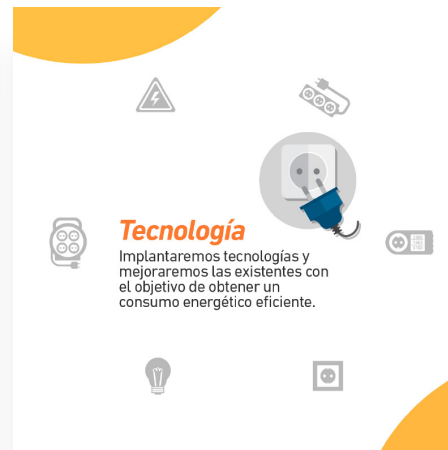 Tecnología
Implantaremos tecnologías y
mejoraremos las existentes con
el objetivo de obtener un
consumo energético eficiente.